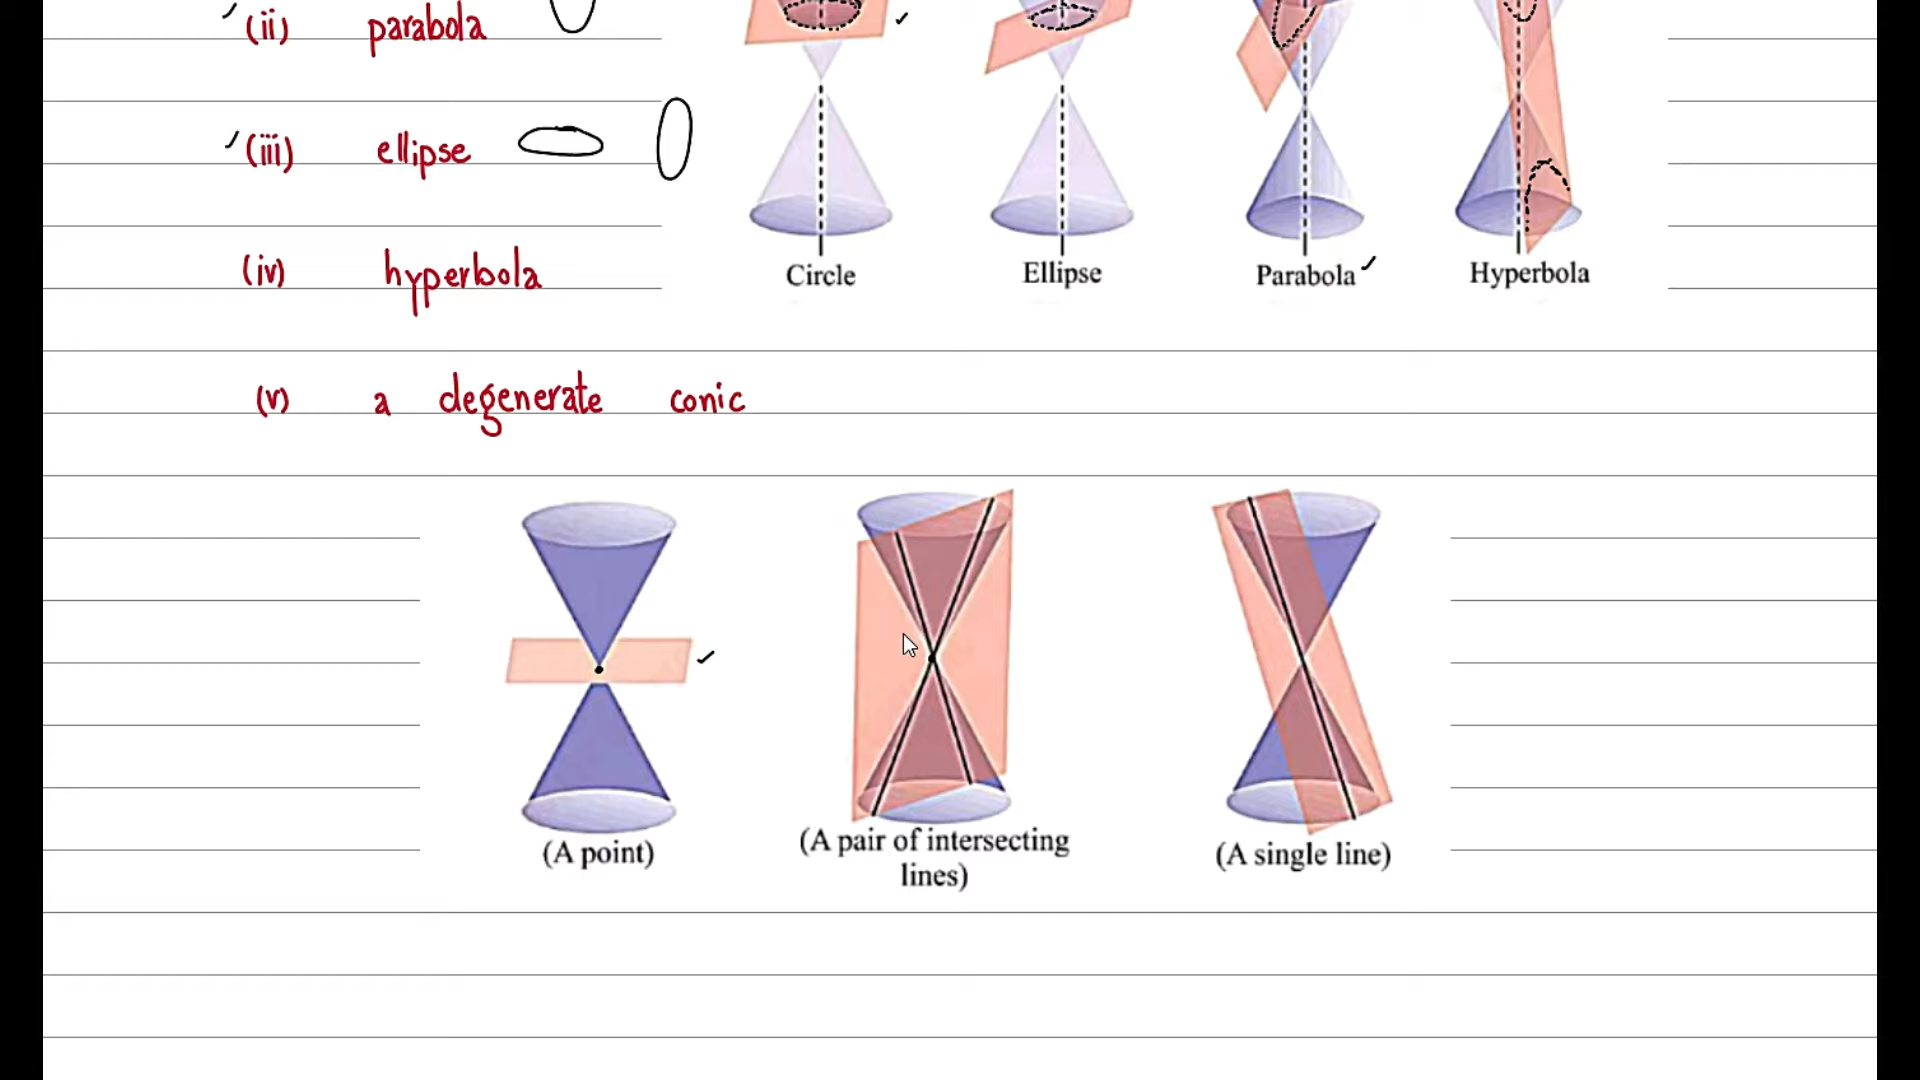 (ii) parabola
(iii) ellipse
(iv) hyperbola
Circle Ellipse Parabola Hyperbola
(v) a degenerate conic
(A point)
(A pair of intersecting
lines)
(A single line)